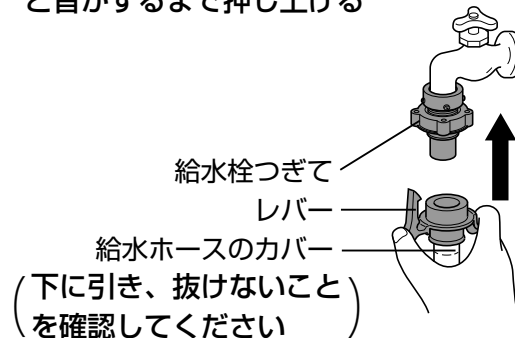 と音がするまで押し上げる
給水栓つぎて
レバー
給水ホースのカバー
(下に引き、抜けないこと
を確認してください)